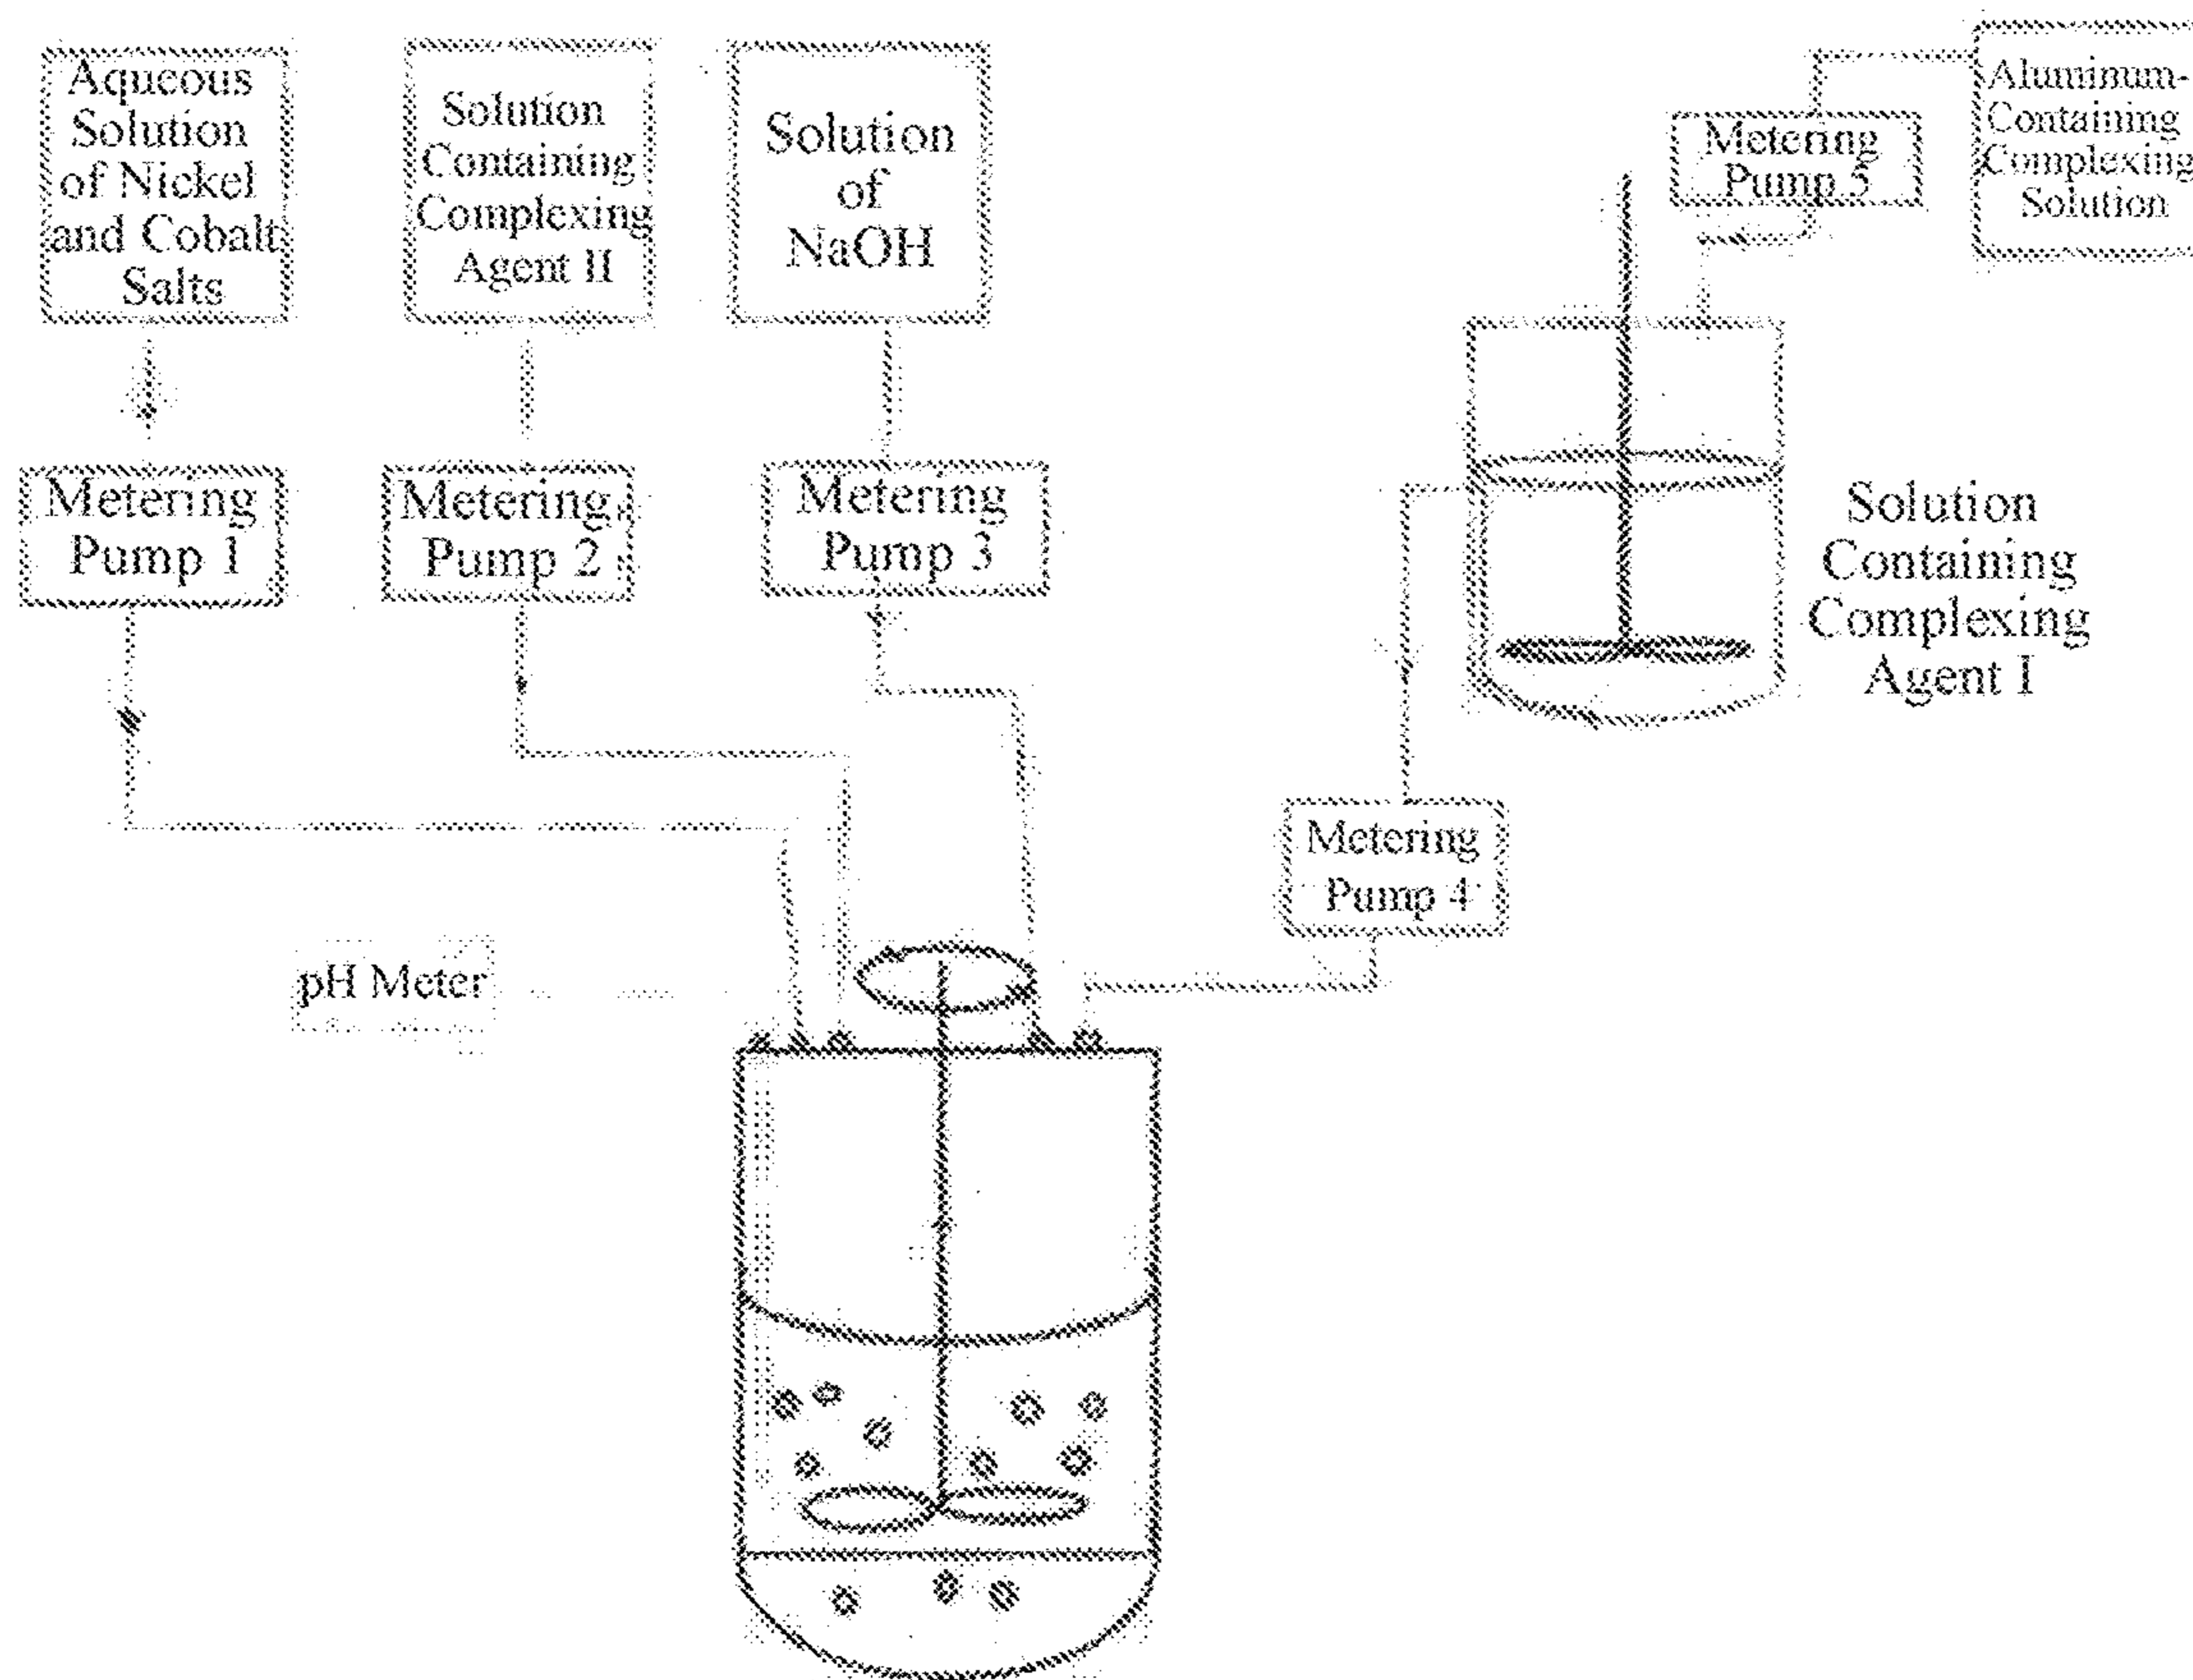 Aqueous
Solution
of Nickel
and Cobalt
Salts
Solution
Containing
Complexing
Agent II
Solution
of
NaOH
Metering
Pump 5
Aluminum-
Containing
Complexing
Solution
Metering
Pump 1
Metering
Pump 2
Metering
Pump 3
Solution
Containing
Complexing
Agent I
Metering
Pump 4
pH Meter